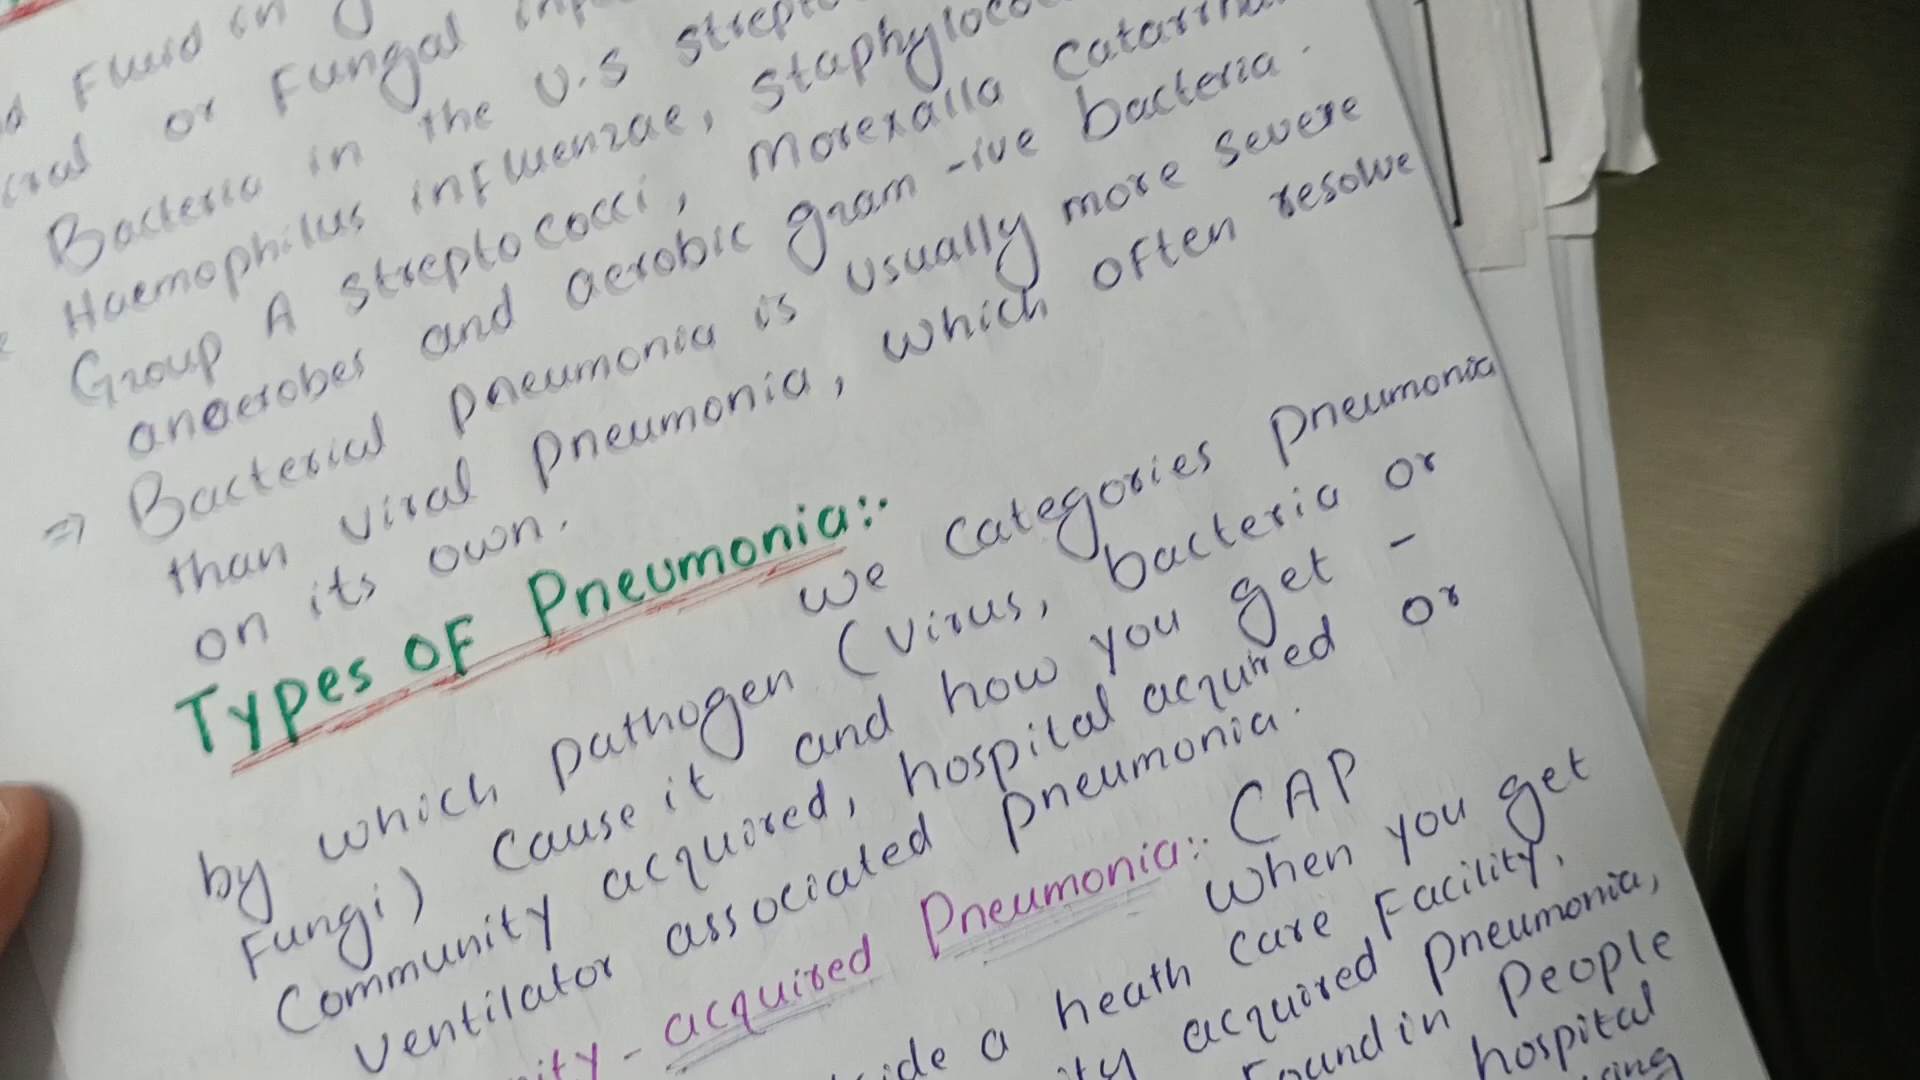 Fluid in
or Fungal
Bacteria in the U.S
Haemophilus influenzae,
Group A streptococci, Morexalla
anaerobes and aerobic gram -ive bacteria.
=> Bacterial pneumonia is usually more severe
than viral pneumonia, which often resolve
on its own.
Types OF Pneumonia:-
we categories pneumonia
by which pathogen (virus, bacteria or
Fungi) cause it and how you get -
Community acquired, hospital acquired or
ventilator associated pneumonia.
acquired Pneumonia:- CAP
when you get
a heath care Facility,
acquired pneumonia,
Found in people
hospital